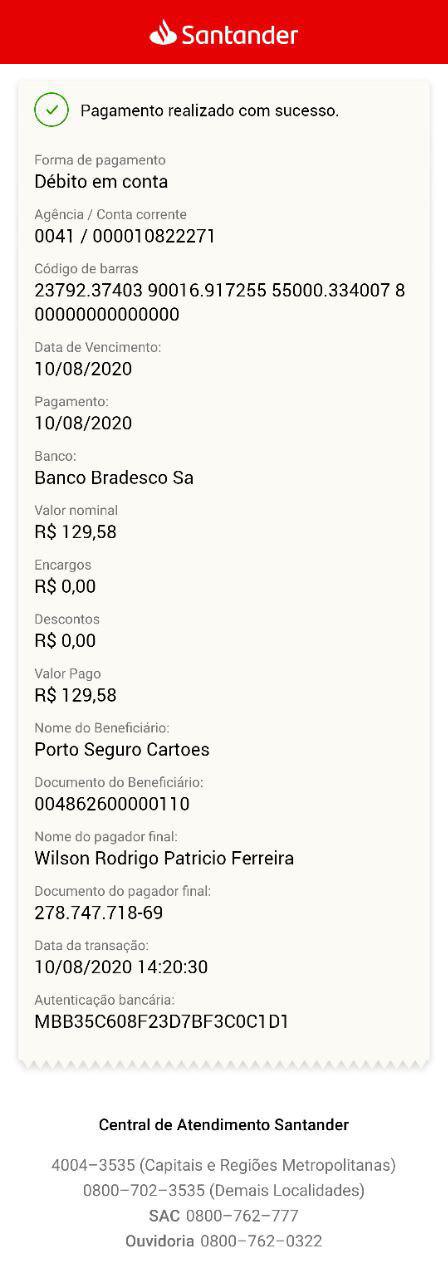 Santander
Pagamento realizado com sucesso.
Forma de pagamento
Débito em conta
Agência / Conta corrente
0041 / 000010822271
Código de barras
23792.37403 90016.917255 55000.334007 8
00000000000000
Data de Vencimento:
10/08/2020
Pagamento:
10/08/2020
Banco:
Banco Bradesco Sa
Valor nominal
R$ 129,58
Encargos
R$ 0,00
Descontos
R$ 0,00
Valor Pago
R$ 129,58
Nome do Beneficiário:
Porto Seguro Cartoes
Documento do Beneficiário:
004862600000110
Nome do pagador final:
Wilson Rodrigo Patricio Ferreira
Documento do pagador final:
278.747.718-69
Data da transação:
10/08/2020 14:20:30
Autenticação bancária:
MBB35C608F23D7BF3C0C1D1
Central de Atendimento Santander
4004–3535 (Capitais e Regiões Metropolitanas)
0800–702–3535 (Demais Localidades)
SAC 0800–762–777
Ouvidoria 0800–762–0322